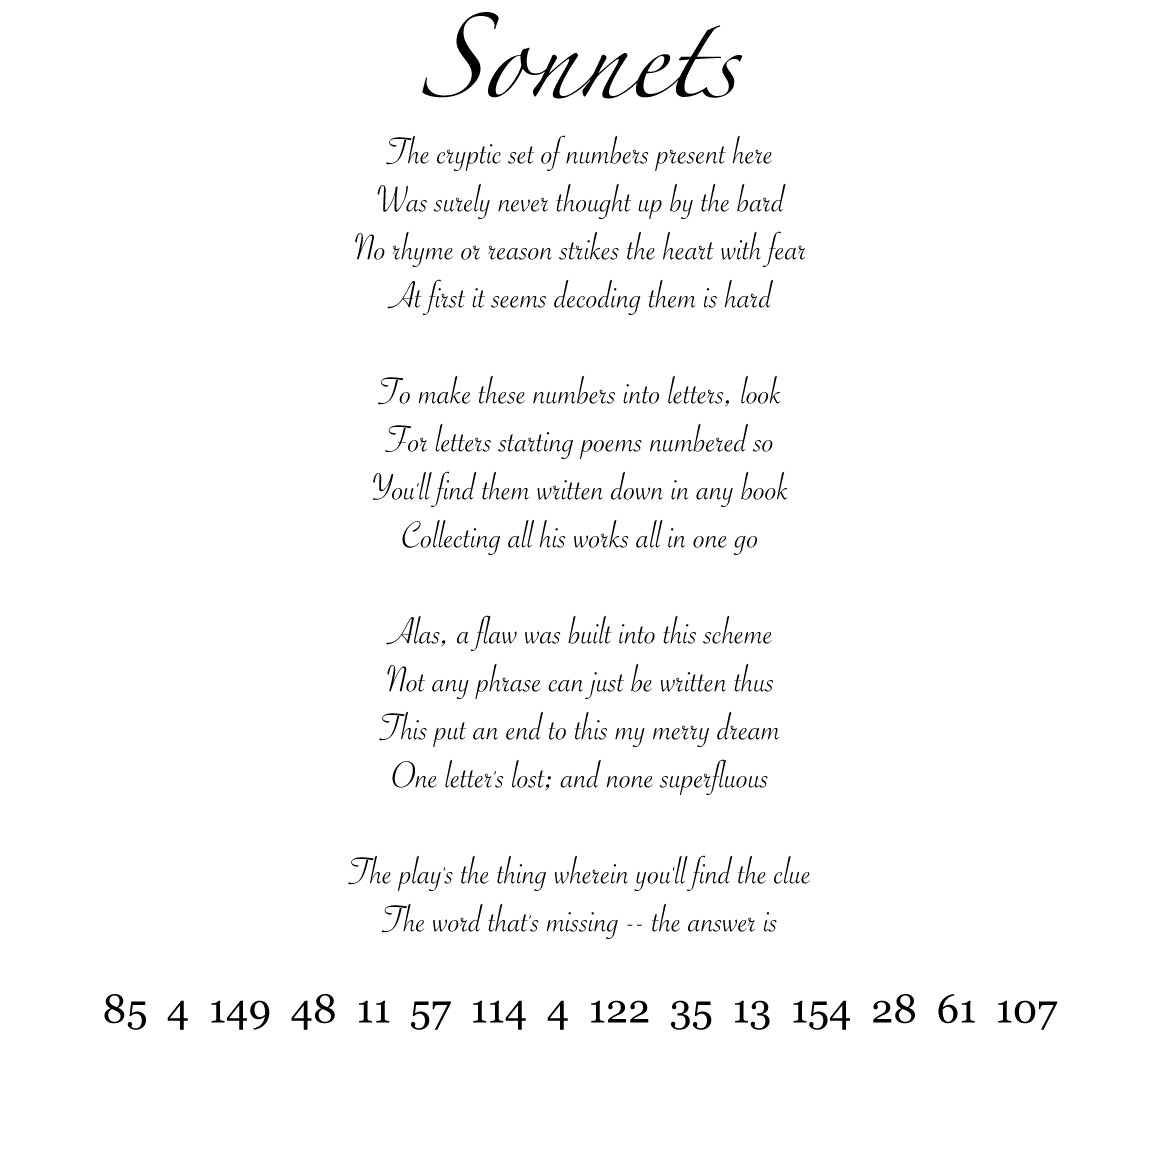 Sonnets
The cryptic set of numbers present here
Was surely never thought up by the bard
No rhyme or reason strikes the heart with fear
At first it seems decoding them is hard
To make these numbers into letters, look
For letters starting poems numbered so
You'll find them written down in any book
Collecting all his works all in one go
Alas, a flaw was built into this scheme
Not any phrase can just be written thus
This put an end to this my merry dream
One letter's lost; and none superfluous
The play's the thing wherein you'll find the clue
The word that's missing -- the answer is
85 4 149 48 11 57 114 4 122 35 13 154 28 61 107